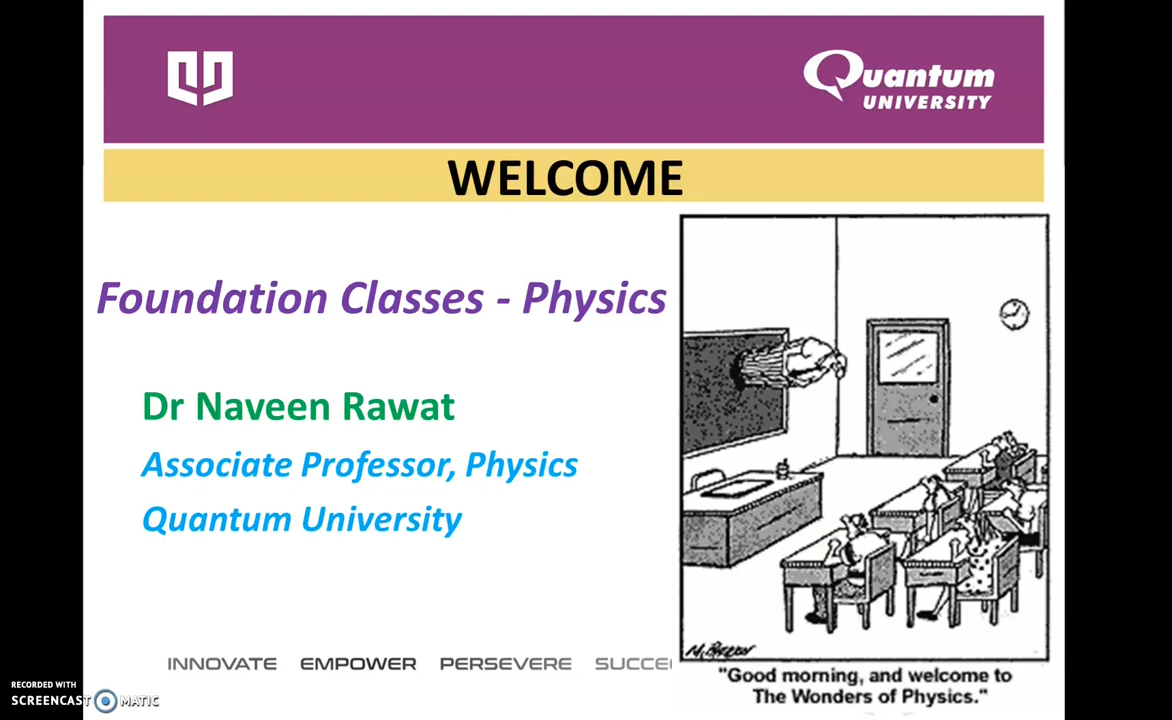 Quantum
UNIVERSITY
WELCOME
Foundation Classes - Physics
Dr Naveen Rawat
Associate Professor, Physics
Quantum University
INNOVATE EMPOWER PERSEVERE SUCCE
"Good morning, and welcome to
The Wonders of Physics."
RECORDED WITH
SCREENCAST MATIC